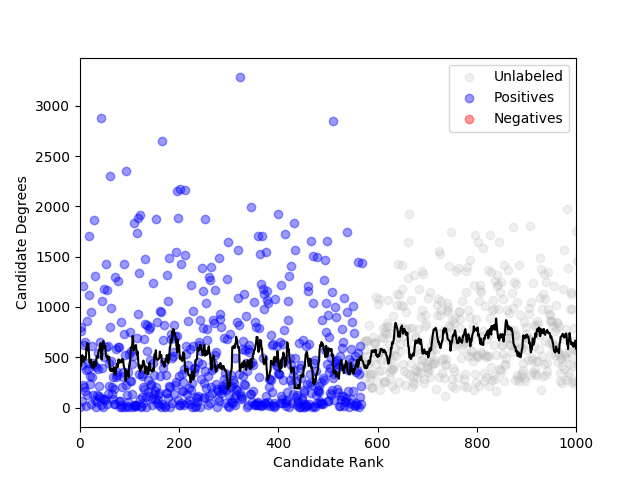 Unlabeled
Positives
Negatives
3000
2500
2000
1500
1000
500
0
Candidate Degrees
0 200 400 600 800 1000
Candidate Rank